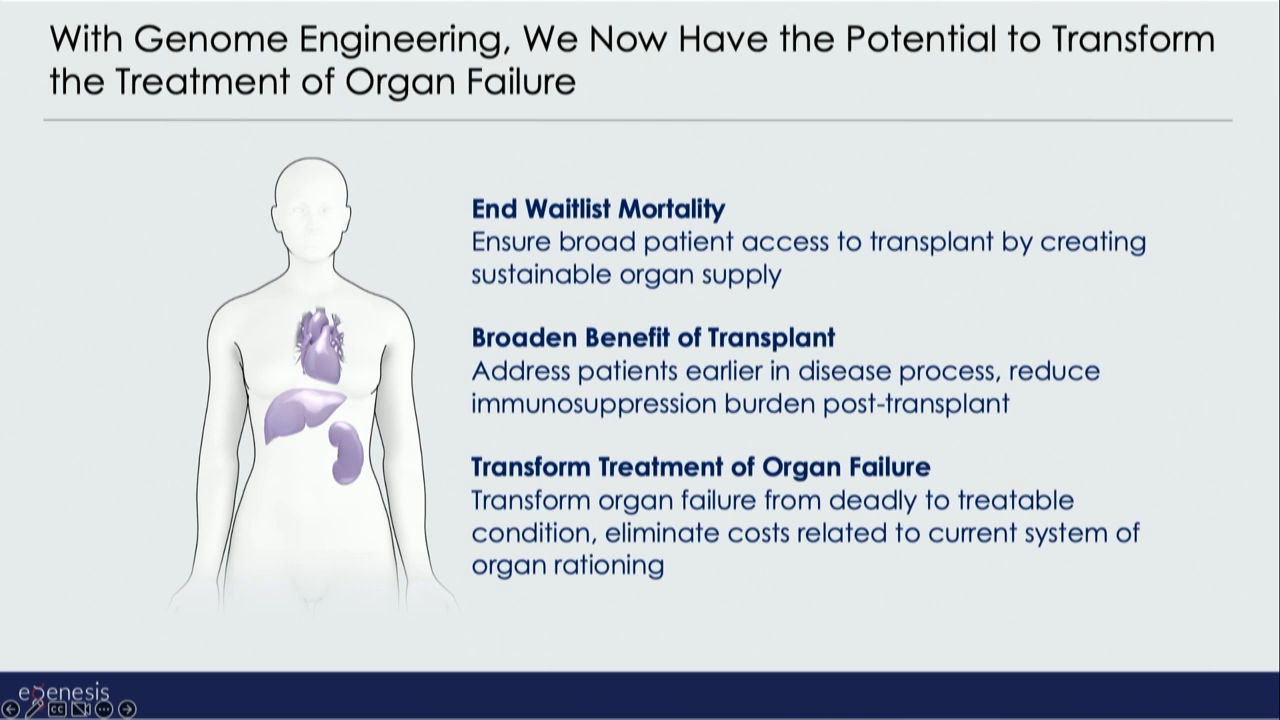 With Genome Engineering, We Now Have the Potential to Transform
the Treatment of Organ Failure
End Waitlist Mortality
Ensure broad patient access to transplant by creating
sustainable organ supply
Broaden Benefit of Transplant
Address patients earlier in disease process, reduce
immunosuppression burden post-transplant
Transform Treatment of Organ Failure
Transform organ failure from deadly to treatable
condition, eliminate costs related to current system of
organ rationing
egenesis
CC